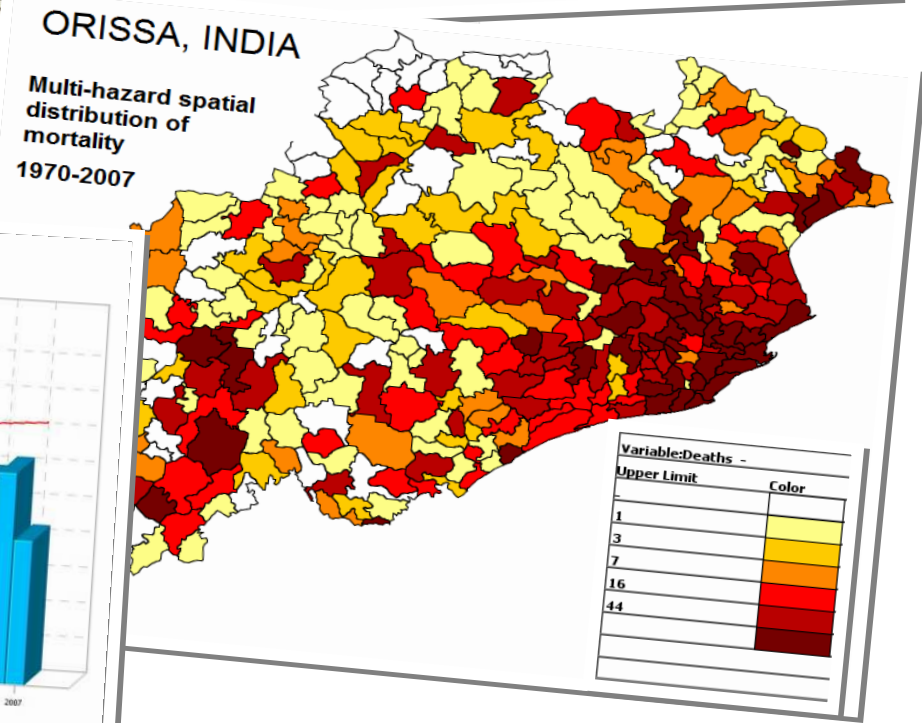 ORISSA, INDIA
Multi-hazard spatial
distribution of
mortality
1970-2007
Variable:Deaths -
Upper Limit Color
-
1
3
7
16
44
2007